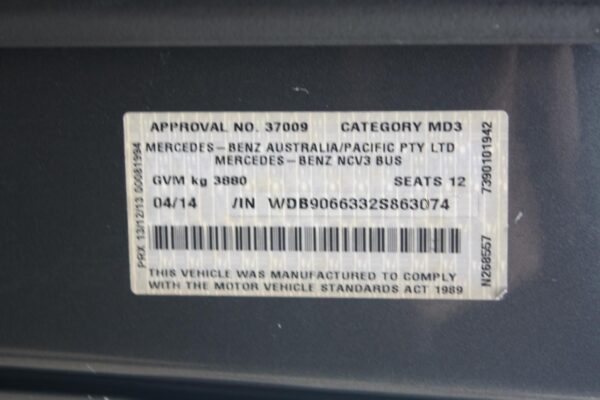 APPROVAL NO. 37009 CATEGORY MD3
MERCEDES-BENZ AUSTRALIA/PACIFIC PTY LTD
MERCEDES-BENZ NCV3 BUS
GVM kg 3880 SEATS 12
04/14 /IN WDB9066332S863074
THIS VEHICLE WAS MANUFACTURED TO COMPLY
WITH THE MOTOR VEHICLE STANDARDS ACT 1989
PRX 13/12/13 00081994
N268557 7390101942